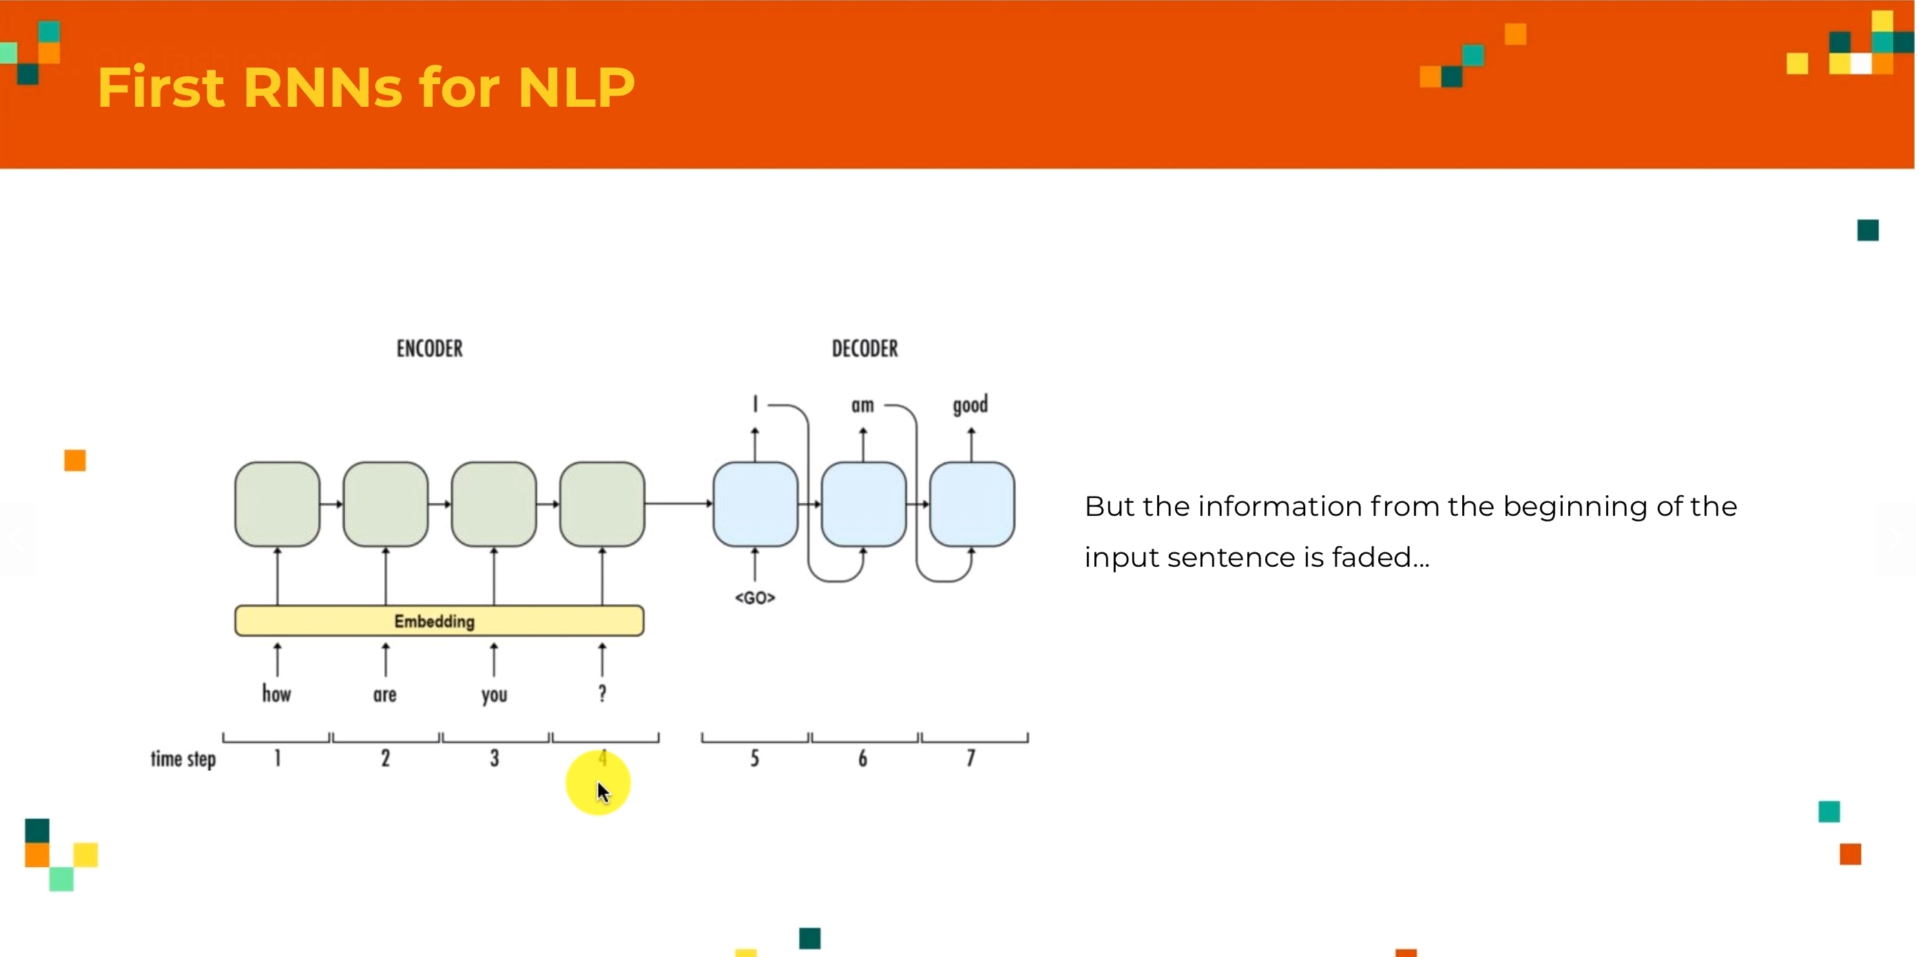 First RNNs for NLP
ENCODER
DECODER
I am good
But the information from the beginning of the
input sentence is faded...
<GO>
Embedding
how are you ?
time step 1 2 3 4 5 6 7